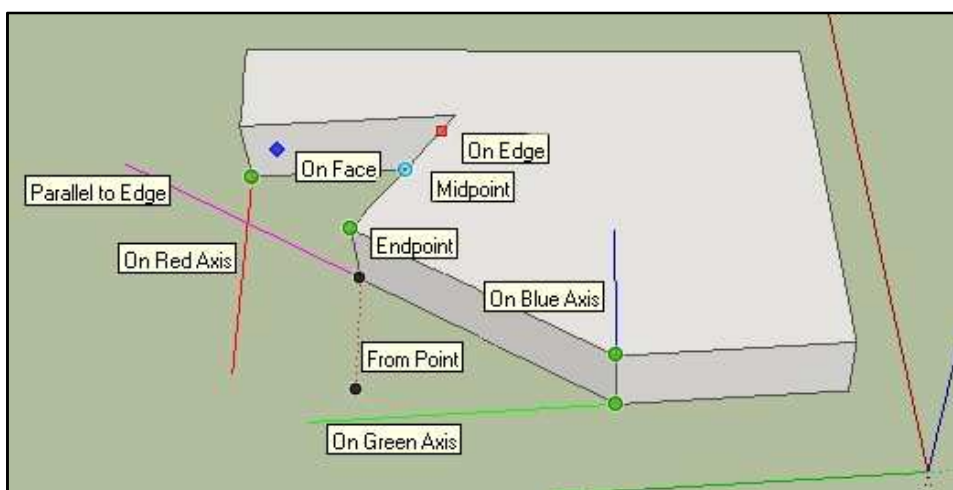 On Edge
On Face
Midpoint
Parallel to Edge
Endpoint
On Red Axis
On Blue Axis
From Point
On Green Axis